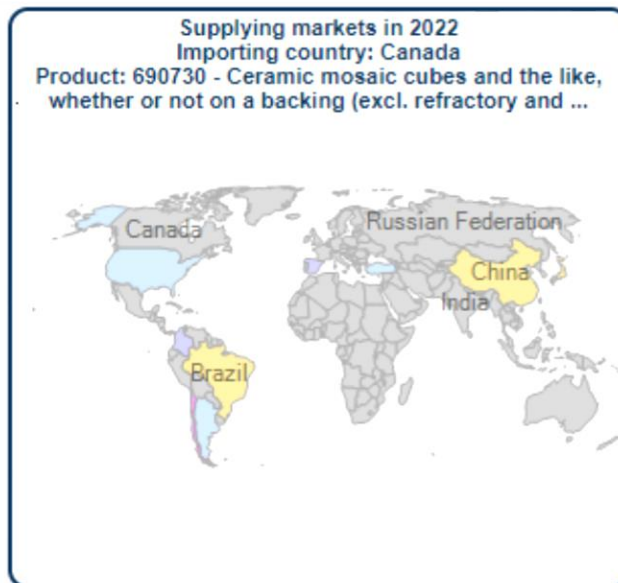 Supplying markets in 2022
Importing country: Canada
Product: 690730 - Ceramic mosaic cubes and the like,
whether or not on a backing (excl. refractory and ...
Canada
Russian Federation
China
India
Brazil